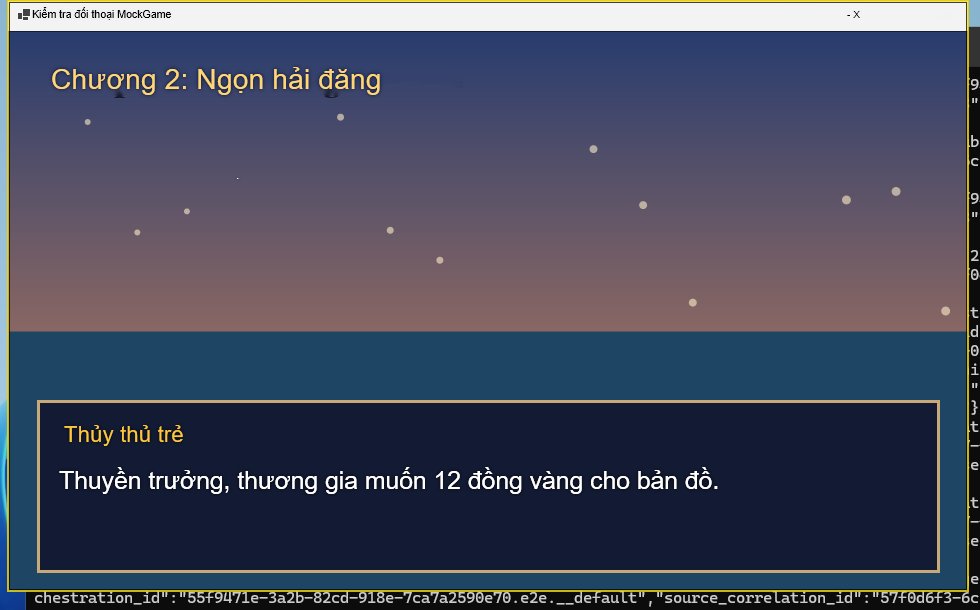 Kiểm tra đối thoại MockGame
- X
Chương 2: Ngọn hải đăng
Thủy thủ trẻ
Thuyền trưởng, thương gia muốn 12 đồng vàng cho bản đồ.
chestration_id":"55f9471e-3a2b-82cd-918e-7ca7a2590e70.e2e.__default","source_correlation_id":"57f0d6f3-6